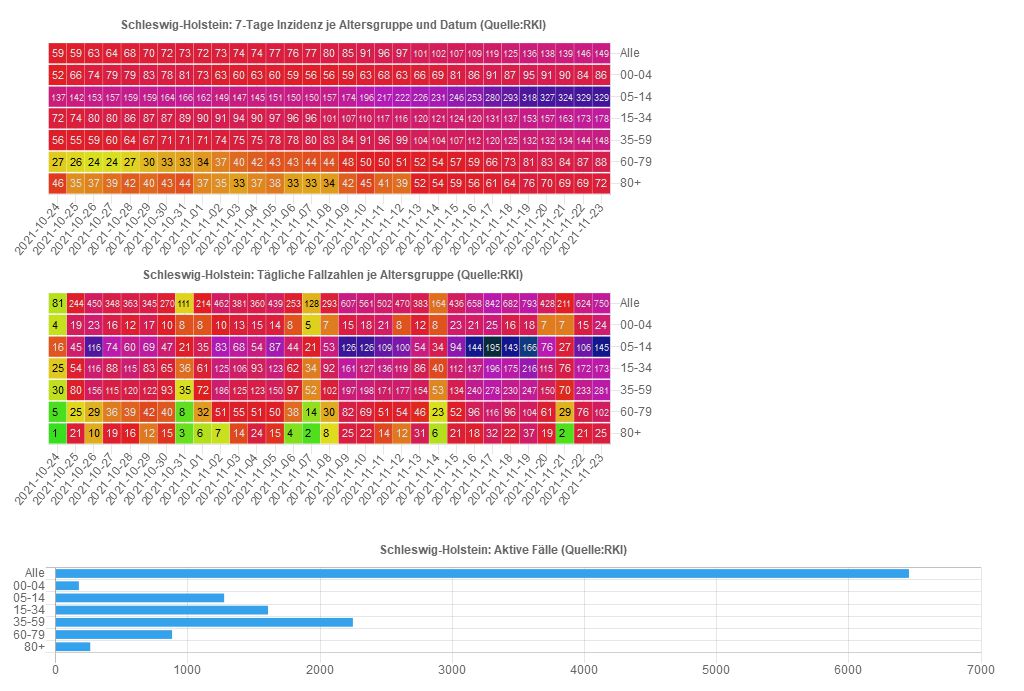 Schleswig-Holstein: 7-Tage Inzidenz je Altersgruppe und Datum (Quelle:RKI)
59 59 63 64 68 70 72 73 72 73 74 74 77 76 77 80 85 91 96 97 101 102 109 119 125 136 138 139 146 149 Alle
52 66 74 79 79 83 78 81 73 63 60 63 60 59 56 56 59 63 68 63 66 69 81 86 91 87 95 91 90 84 86 00-04
137 142 153 157 159 159 164 166 162 149 147 145 151 150 150 157 174 196 217 222 226 231 246 253 280 293 318 327 324 329 329 05-14
72 74 80 80 86 87 87 89 90 91 94 90 97 96 96 101 107 110 117 116 120 121 124 120 131 137 153 157 163 173 178 15-34
56 55 59 60 64 67 71 71 71 74 75 75 75 78 78 80 83 84 91 96 99 104 104 107 112 120 125 132 132 134 144 148 35-59
27 26 24 24 27 30 33 33 34 37 40 42 43 43 44 44 48 50 50 51 52 54 57 59 66 73 81 83 84 87 88 60-79
46 35 37 39 42 40 43 44 37 35 33 37 38 33 33 34 42 45 41 39 52 54 59 56 61 64 76 70 69 69 72 80+
2021-10-24 2021-10-25 2021-10-26 2021-10-27 2021-10-28 2021-10-29 2021-10-30 2021-10-31 2021-11-01 2021-11-02 2021-11-03 2021-11-04 2021-11-05 2021-11-06 2021-11-07 2021-11-08 2021-11-09 2021-11-10 2021-11-11 2021-11-12 2021-11-13 2021-11-14 2021-11-15 2021-11-16 2021-11-17 2021-11-18 2021-11-19 2021-11-20 2021-11-21 2021-11-22 2021-11-23
Schleswig-Holstein: Tägliche Fallzahlen je Altersgruppe (Quelle:RKI)
81 244 450 348 363 345 270 111 214 462 381 360 439 253 128 293 607 561 502 470 383 164 436 658 842 682 793 428 211 624 750 Alle
4 19 23 16 12 17 10 8 8 10 13 15 14 8 5 7 15 18 21 8 12 8 23 21 25 16 18 7 7 15 24 00-04
16 45 116 74 60 69 47 21 35 83 68 54 87 44 21 53 126 126 109 100 54 34 94 144 195 143 166 76 27 106 145 05-14
25 54 116 88 115 83 65 36 61 125 106 93 123 62 34 92 161 127 136 119 86 40 112 137 196 175 216 115 76 172 173 15-34
30 80 156 115 120 122 93 35 72 186 125 123 150 97 52 102 197 198 171 177 154 53 134 240 278 230 247 150 70 233 281 35-59
5 25 29 36 39 42 40 8 32 51 55 51 50 38 14 30 82 69 51 54 46 23 52 96 116 96 104 61 29 76 102 60-79
1 21 10 19 16 12 15 3 6 7 14 24 15 4 2 8 25 22 14 12 31 6 21 18 32 22 37 19 2 21 25 80+
2021-10-24 2021-10-25 2021-10-26 2021-10-27 2021-10-28 2021-10-29 2021-10-30 2021-10-31 2021-11-01 2021-11-02 2021-11-03 2021-11-04 2021-11-05 2021-11-06 2021-11-07 2021-11-08 2021-11-09 2021-11-10 2021-11-11 2021-11-12 2021-11-13 2021-11-14 2021-11-15 2021-11-16 2021-11-17 2021-11-18 2021-11-19 2021-11-20 2021-11-21 2021-11-22 2021-11-23
Schleswig-Holstein: Aktive Fälle (Quelle:RKI)
Alle
00-04
05-14
15-34
35-59
60-79
80+
0 1000 2000 3000 4000 5000 6000 7000